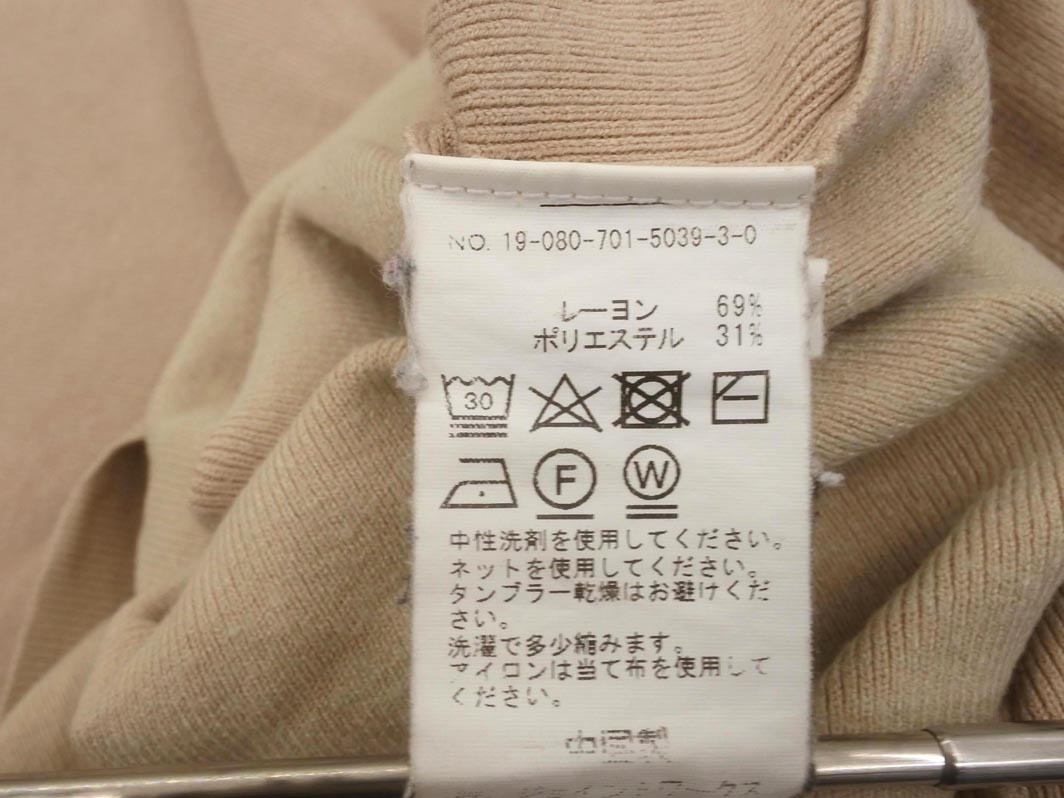 NO. 19-080-701-5039-3-0
レーヨン 69%
ポリエステル 31%
30
F W
中性洗剤を使用してください。
ネットを使用してください。
タンブラー乾燥はお避けくだ
さい。
洗濯で多少縮みます。
アイロンは当て布を使用して
ください。
中国製